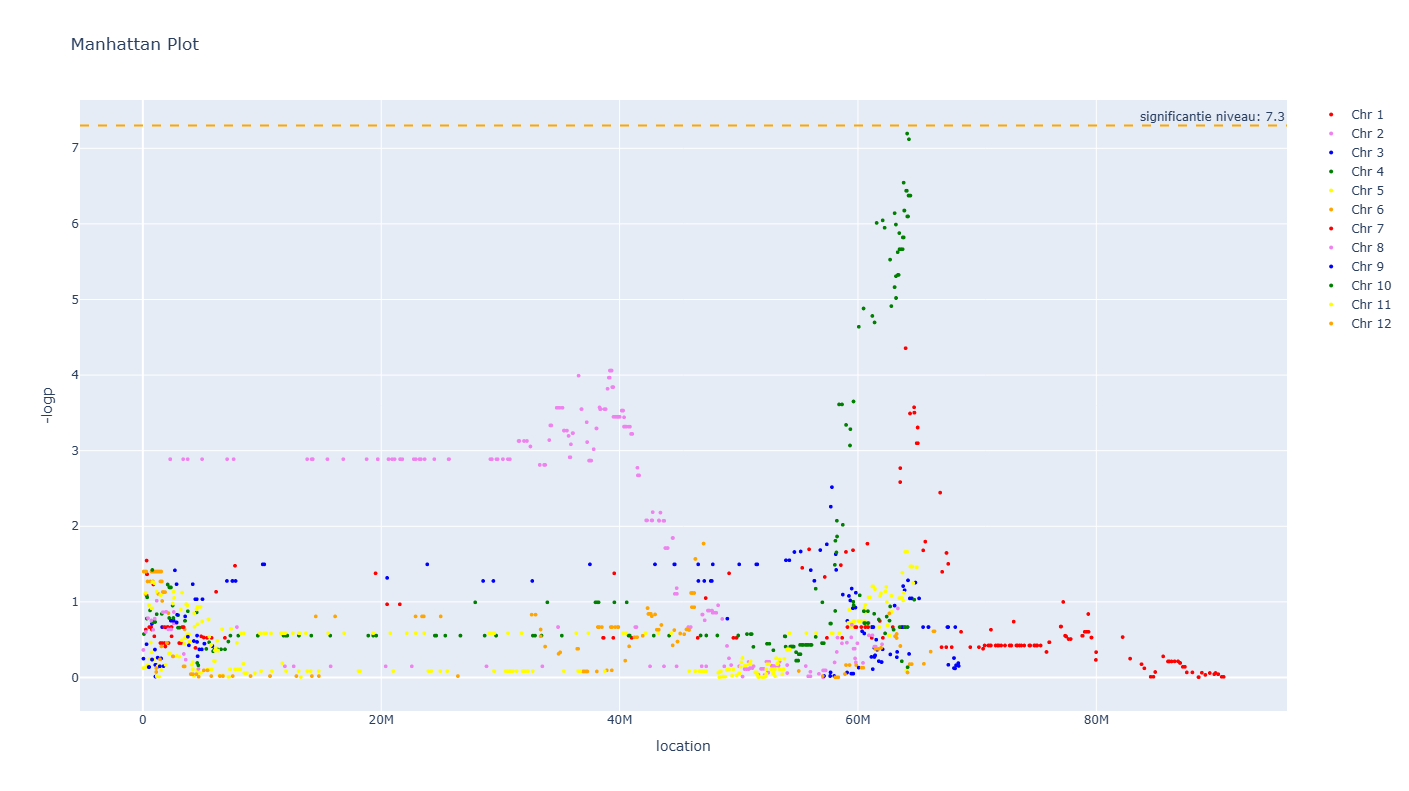 Manhattan Plot
significantie niveau: 7.3
7
6
5
4
3
2
1
0
-logp
0
20M
40M
60M
80M
location
Chr 1
Chr 2
Chr 3
Chr 4
Chr 5
Chr 6
Chr 7
Chr 8
Chr 9
Chr 10
Chr 11
Chr 12